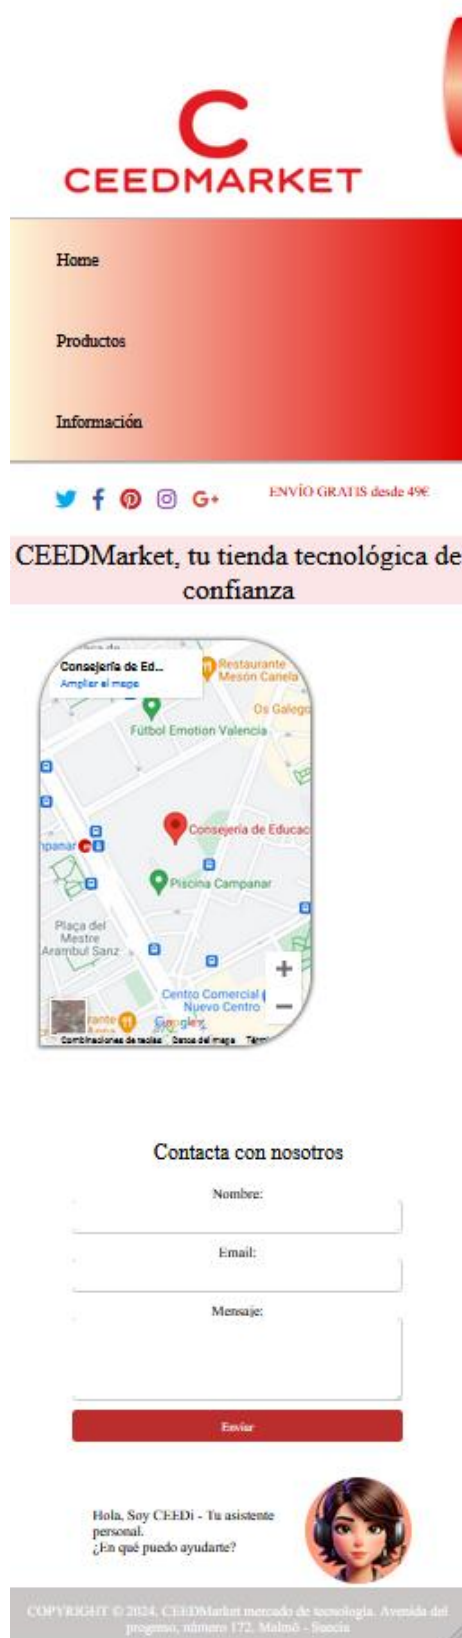 C
CEEDMARKET
Home
Productos
Información
G+
ENVÍO GRATIS desde 49€
CEEDMarket, tu tienda tecnológica de
confianza
Consejería de Ed...
Ampliar el mapa
Restaurante
Mesón Canela
Os Galego
Fútbol Emotion Valencia
Consejería de Educac
npanar
Piscina Campanar
Plaça del
Mestre
Arambul Sanz
+
Centro Comercial
Nuevo Centro
−
rante
Google
Combinaciones de teclas Datos del mapa Térm
Contacta con nosotros
Nombre:
Email:
Mensaje:
Enviar
Hola, Soy CEEDi - Tu asistente
personal.
¿En qué puedo ayudarte?
COPYRIGHT © 2024, CEEDMarket mercado de tecnología. Avenida del
progreso, número 172, Malmö - Suecia